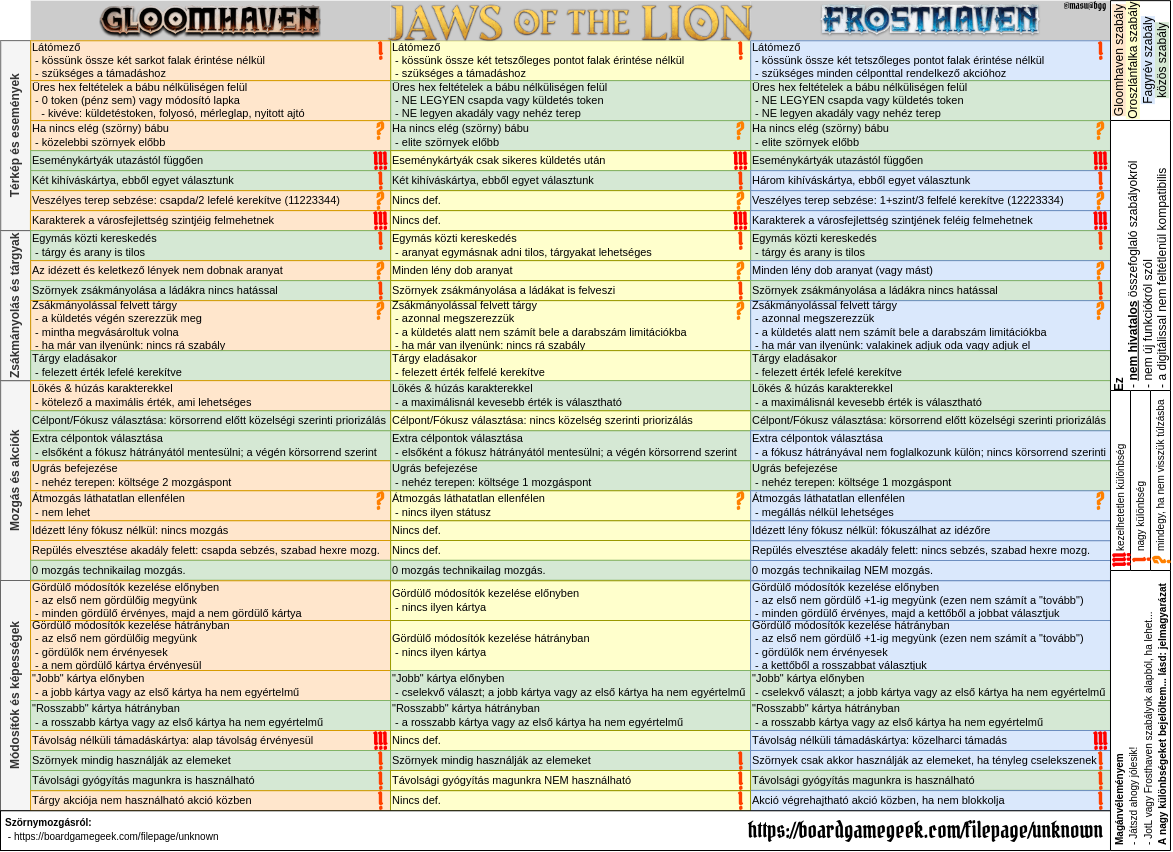 GLOOMHAVEN
JAWS OF THE LION
FROSTHAVEN
@masu@bgg
Gloomhaven szabály
Oroszlánfalka szabály
Fagyrév szabály
közös szabály
Térkép és események
Látómező
- kössünk össze két sarkot falak érintése nélkül
- szükséges a támadáshoz
Látómező
- kössünk össze két tetszőleges pontot falak érintése nélkül
- szükséges a támadáshoz
Látómező
- kössünk össze két tetszőleges pontot falak érintése nélkül
- szükséges minden célponttal rendelkező akcióhoz
Üres hex feltételek a bábu nélküliségen felül
- 0 token (pénz sem) vagy módosító lapka
- kivéve: küldetéstoken, folyosó, mérleglap, nyitott ajtó
Üres hex feltételek a bábu nélküliségen felül
- NE LEGYEN csapda vagy küldetés token
- NE legyen akadály vagy nehéz terep
Üres hex feltételek a bábu nélküliségen felül
- NE LEGYEN csapda vagy küldetés token
- NE legyen akadály vagy nehéz terep
Ha nincs elég (szörny) bábu
- közelebbi szörnyek előbb
Ha nincs elég (szörny) bábu
- elite szörnyek előbb
Ha nincs elég (szörny) bábu
- elite szörnyek előbb
Eseménykártyák utazástól függően
Eseménykártyák csak sikeres küldetés után
Eseménykártyák utazástól függően
Két kihíváskártya, ebből egyet választunk
Két kihíváskártya, ebből egyet választunk
Három kihíváskártya, ebből egyet választunk
Veszélyes terep sebzése: csapda/2 lefelé kerekítve (11223344)
Nincs def.
Veszélyes terep sebzése: 1+szint/3 felfelé kerekítve (12223334)
Karakterek a városfejlettség szintjéig felmehetnek
Nincs def.
Karakterek a városfejlettség szintjének feléig felmehetnek
Zsákmányolás és tárgyak
Egymás közti kereskedés
- tárgy és arany is tilos
Egymás közti kereskedés
- aranyat egymásnak adni tilos, tárgyakat lehetséges
Egymás közti kereskedés
- tárgy és arany is tilos
Az idézett és keletkező lények nem dobnak aranyat
Minden lény dob aranyat
Minden lény dob aranyat (vagy mást)
Szörnyek zsákmányolása a ládákra nincs hatással
Szörnyek zsákmányolása a ládákat is felveszi
Szörnyek zsákmányolása a ládákra nincs hatással
Zsákmányolással felvett tárgy
- a küldetés végén szerezzük meg
- mintha megvásároltuk volna
- ha már van ilyenünk: nincs rá szabály
Zsákmányolással felvett tárgy
- azonnal megszerezzük
- a küldetés alatt nem számít bele a darabszám limitációkba
- ha már van ilyenünk: nincs rá szabály
Zsákmányolással felvett tárgy
- azonnal megszerezzük
- a küldetés alatt nem számít bele a darabszám limitációkba
- ha már van ilyenünk: valakinek adjuk oda vagy adjuk el
Tárgy eladásakor
- felezett érték lefelé kerekítve
Tárgy eladásakor
- felezett érték felfelé kerekítve
Tárgy eladásakor
- felezett érték lefelé kerekítve
Mozgás és akciók
Lökés & húzás karakterekkel
- kötelező a maximális érték, ami lehetséges
Lökés & húzás karakterekkel
- a maximálisnál kevesebb érték is választható
Lökés & húzás karakterekkel
- a maximálisnál kevesebb érték is választható
Célpont/Fókusz választása: körsorrend előtt közelségi szerinti priorizálás
Célpont/Fókusz választása: nincs közelség szerinti priorizálás
Célpont/Fókusz választása: körsorrend előtt közelségi szerinti priorizálás
Extra célpontok választása
- elsőként a fókusz hátrányától mentesülni; a végén körsorrend szerint
Extra célpontok választása
- elsőként a fókusz hátrányától mentesülni; a végén körsorrend szerint
Extra célpontok választása
- a fókusz hátrányával nem foglalkozunk külön; nincs körsorrend szerinti
Ugrás befejezése
- nehéz terepen: költsége 2 mozgáspont
Ugrás befejezése
- nehéz terepen: költsége 1 mozgáspont
Ugrás befejezése
- nehéz terepen: költsége 1 mozgáspont
Átmozgás láthatatlan ellenfélen
- nem lehet
Átmozgás láthatatlan ellenfélen
- nincs ilyen státusz
Átmozgás láthatatlan ellenfélen
- megállás nélkül lehetséges
Idézett lény fókusz nélkül: nincs mozgás
Nincs def.
Idézett lény fókusz nélkül: fókuszálhat az idézőre
Repülés elvesztése akadály felett: csapda sebzés, szabad hexre mozg.
Nincs def.
Repülés elvesztése akadály felett: nincs sebzés, szabad hexre mozg.
0 mozgás technikailag mozgás.
0 mozgás technikailag mozgás.
0 mozgás technikailag NEM mozgás.
Módosítók és képességek
Gördülő módosítók kezelése előnyben
- az első nem gördülőig megyünk
- minden gördülő érvényes, majd a nem gördülő kártya
Gördülő módosítók kezelése előnyben
- nincs ilyen kártya
Gördülő módosítók kezelése előnyben
- az első nem gördülő +1-ig megyünk (ezen nem számít a "tovább")
- minden gördülő érvényes, majd a kettőből a jobbat választjuk
Gördülő módosítók kezelése hátrányban
- az első nem gördülőig megyünk
- gördülők nem érvényesek
- a nem gördülő kártya érvényesül
Gördülő módosítók kezelése hátrányban
- nincs ilyen kártya
Gördülő módosítók kezelése hátrányban
- az első nem gördülő +1-ig megyünk (ezen nem számít a "tovább")
- gördülők nem érvényesek
- a kettőből a rosszabbat választjuk
"Jobb" kártya előnyben
- a jobb kártya vagy az első kártya ha nem egyértelmű
"Jobb" kártya előnyben
- cselekvő választ; a jobb kártya vagy az első kártya ha nem egyértelmű
"Jobb" kártya előnyben
- cselekvő választ; a jobb kártya vagy az első kártya ha nem egyértelmű
"Rosszabb" kártya hátrányban
- a rosszabb kártya vagy az első kártya ha nem egyértelmű
"Rosszabb" kártya hátrányban
- a rosszabb kártya vagy az első kártya ha nem egyértelmű
"Rosszabb" kártya hátrányban
- a rosszabb kártya vagy az első kártya ha nem egyértelmű
Távolság nélküli támadáskártya: alap távolság érvényesül
Nincs def.
Távolság nélküli támadáskártya: közelharci támadás
Szörnyek mindig használják az elemeket
Szörnyek mindig használják az elemeket
Szörnyek csak akkor használják az elemeket, ha tényleg cselekszenek
Távolsági gyógyítás magunkra is használható
Távolsági gyógyítás magunkra NEM használható
Távolsági gyógyítás magunkra is használható
Tárgy akciója nem használható akció közben
Nincs def.
Akció végrehajtható akció közben, ha nem blokkolja
Ez
- nem hivatalos összefoglaló szabályokról
- nem új funkciókról szól
- a digitálissal nem feltétlenül kompatibilis
!!! kezelhetetlen különbség
! nagy különbség
? mindegy, ha nem visszük túlzásba
Magánvéleményem
- Játszd ahogy jólesik!
- JotL vagy Frosthaven szabályok alapból, ha lehet...
A nagy különbségeket bejelöltem... lásd: jelmagyarázat
Szörnymozgásról:
- https://boardgamegeek.com/filepage/unknown
https://boardgamegeek.com/filepage/unknown